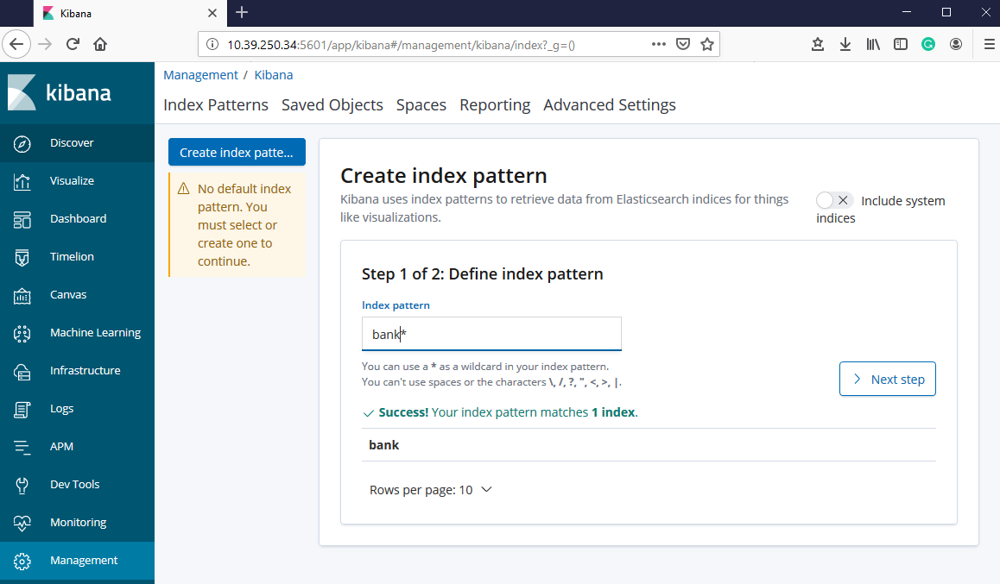 Kibana
10.39.250.34:5601/app/kibana#/management/kibana/index?_g=()
kibana
Discover
Visualize
Dashboard
Timelion
Canvas
Machine Learning
Infrastructure
Logs
APM
Dev Tools
Monitoring
Management
Management / Kibana
Index Patterns Saved Objects Spaces Reporting Advanced Settings
Create index patte...
No default index
pattern. You
must select or
create one to
continue.
Create index pattern
Kibana uses index patterns to retrieve data from Elasticsearch indices for things
like visualizations.
Include system
indices
Step 1 of 2: Define index pattern
Index pattern
bank*
You can use a * as a wildcard in your index pattern.
You can't use spaces or the characters \, /, ?, ", <, >, |.
Next step
Success! Your index pattern matches 1 index.
bank
Rows per page: 10